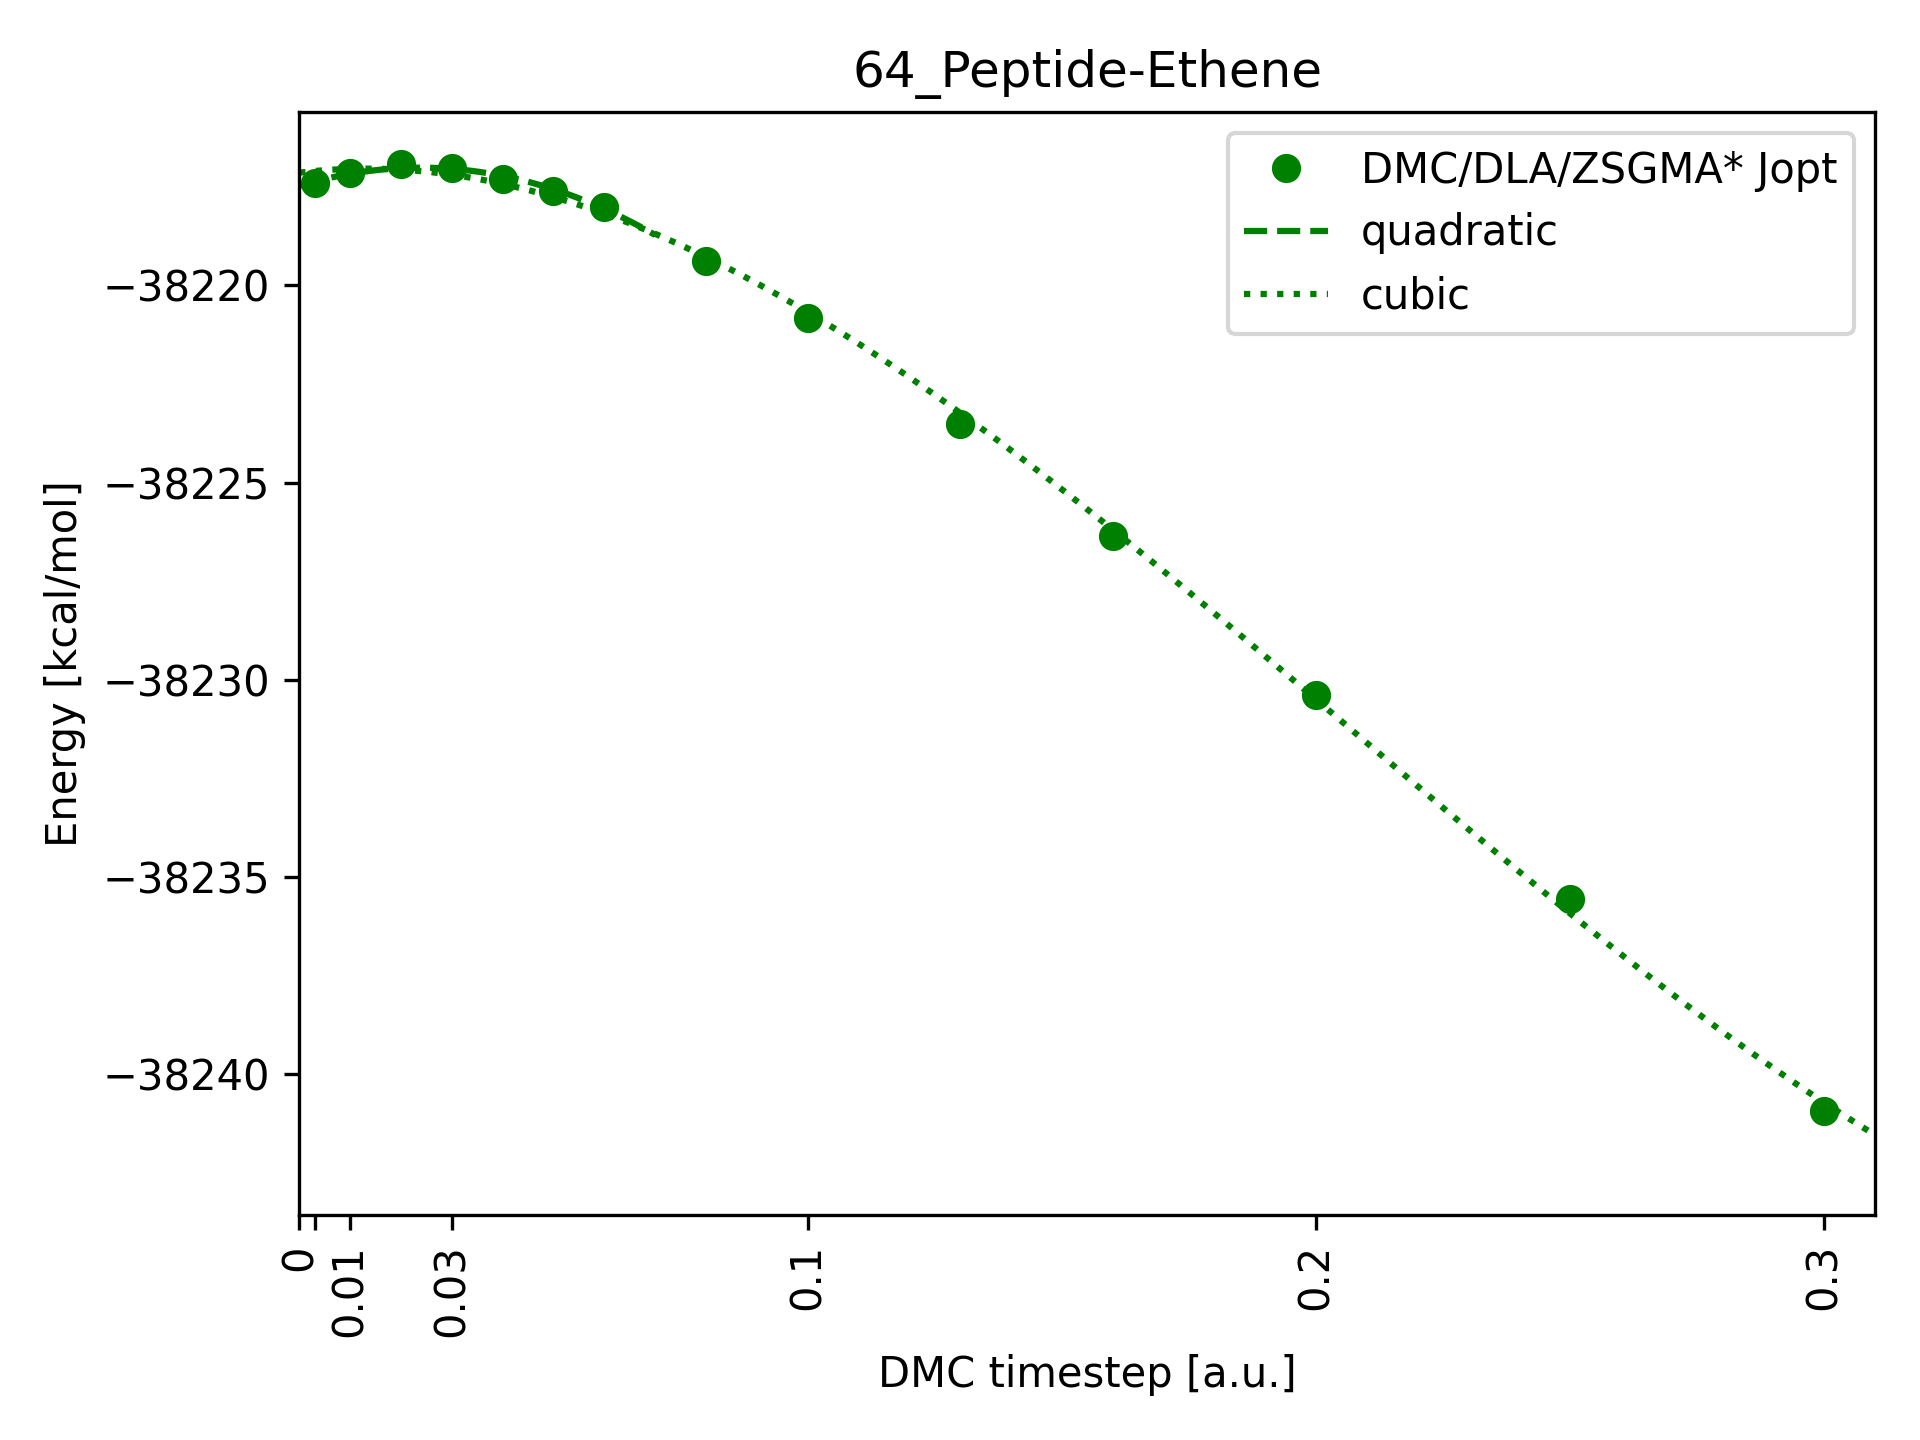 64_Peptide-Ethene
DMC/DLA/ZSGMA* Jopt
quadratic
cubic
−38220
−38225
−38230
−38235
−38240
Energy [kcal/mol]
0
0.01
0.03
0.1
0.2
0.3
DMC timestep [a.u.]